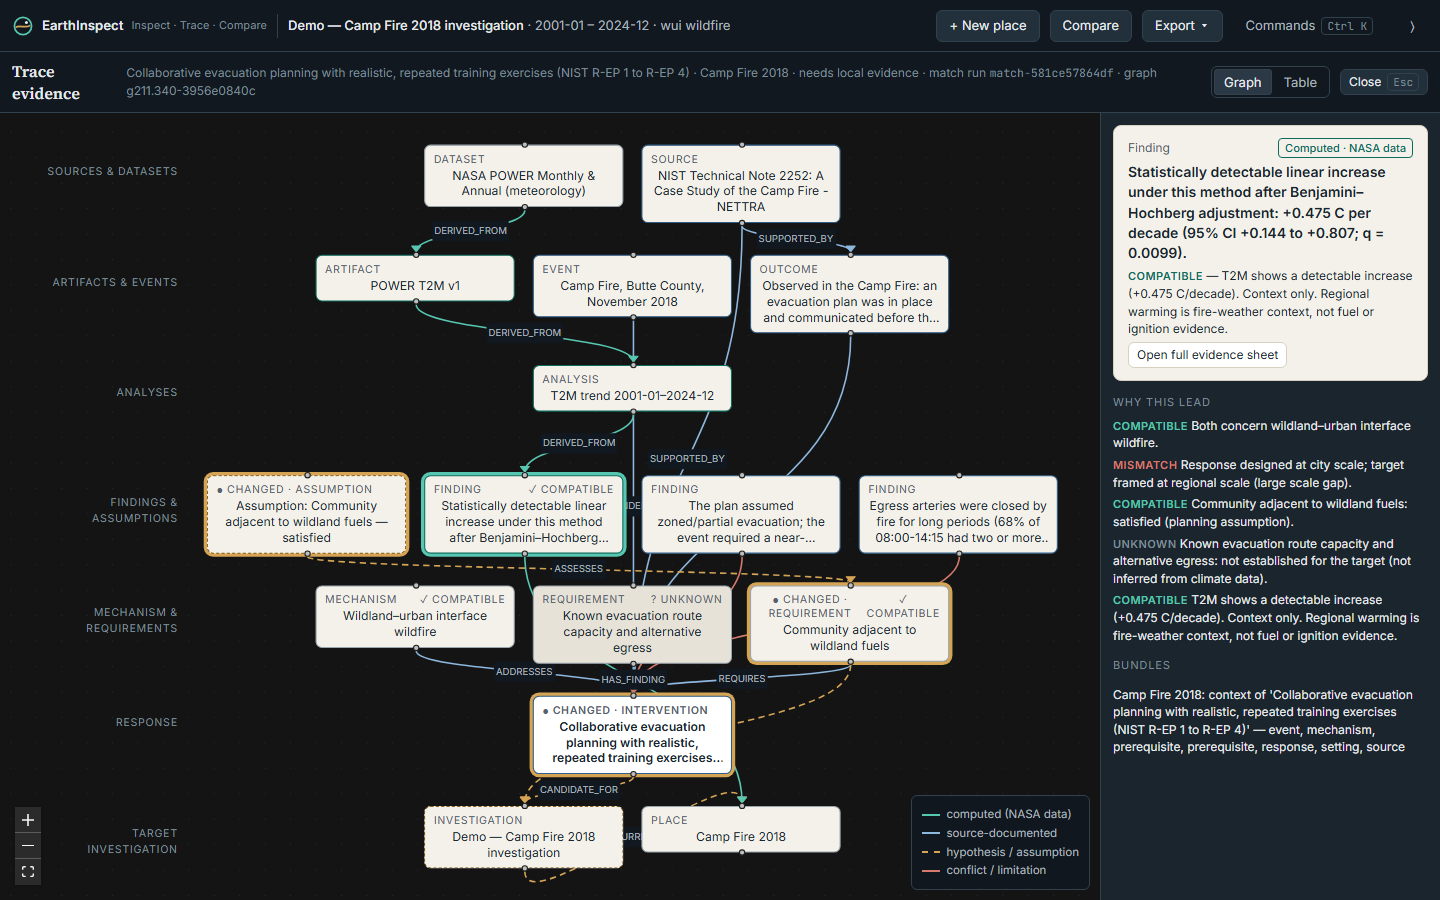 EarthInspect Inspect · Trace · Compare Demo — Camp Fire 2018 investigation · 2001-01 – 2024-12 · wui wildfire + New place Compare Export Commands Ctrl K
Trace evidence
Collaborative evacuation planning with realistic, repeated training exercises (NIST R-EP 1 to R-EP 4) · Camp Fire 2018 · needs local evidence · match run match-581ce57864df · graph
g211.340-3956e0840c
Graph Table Close Esc
SOURCES & DATASETS
DATASET
NASA POWER Monthly &
Annual (meteorology)
SOURCE
NIST Technical Note 2252: A
Case Study of the Camp Fire -
NETTRA
DERIVED_FROM
SUPPORTED_BY
ARTIFACTS & EVENTS
ARTIFACT
POWER T2M v1
EVENT
Camp Fire, Butte County,
November 2018
OUTCOME
Observed in the Camp Fire: an
evacuation plan was in place
and communicated before th...
DERIVED_FROM
ANALYSES
ANALYSIS
T2M trend 2001-01–2024-12
DERIVED_FROM
SUPPORTED_BY
FINDINGS &
ASSUMPTIONS
● CHANGED · ASSUMPTION
Assumption: Community
adjacent to wildland fuels —
satisfied
FINDING ✓ COMPATIBLE
Statistically detectable linear
increase under this method
after Benjamini–Hochberg...
FINDING
The plan assumed
zoned/partial evacuation; the
event required a near-...
FINDING
Egress arteries were closed by
fire for long periods (68% of
08:00-14:15 had two or more..
ASSESSES
MECHANISM &
REQUIREMENTS
MECHANISM ✓ COMPATIBLE
Wildland–urban interface
wildfire
REQUIREMENT ? UNKNOWN
Known evacuation route
capacity and alternative
egress
● CHANGED · REQUIREMENT ✓ COMPATIBLE
Community adjacent to
wildland fuels
ADDRESSES
HAS_FINDING
REQUIRES
RESPONSE
● CHANGED · INTERVENTION
Collaborative evacuation
planning with realistic,
repeated training exercises...
CANDIDATE_FOR
TARGET
INVESTIGATION
INVESTIGATION
Demo — Camp Fire 2018
investigation
PLACE
Camp Fire 2018
computed (NASA data)
source-documented
hypothesis / assumption
conflict / limitation
Finding Computed · NASA data
Statistically detectable linear increase
under this method after Benjamini–
Hochberg adjustment: +0.475 C per
decade (95% CI +0.144 to +0.807; q =
0.0099).
COMPATIBLE — T2M shows a detectable increase
(+0.475 C/decade). Context only. Regional
warming is fire-weather context, not fuel or
ignition evidence.
Open full evidence sheet
WHY THIS LEAD
COMPATIBLE Both concern wildland–urban interface
wildfire.
MISMATCH Response designed at city scale; target
framed at regional scale (large scale gap).
COMPATIBLE Community adjacent to wildland fuels:
satisfied (planning assumption).
UNKNOWN Known evacuation route capacity and
alternative egress: not established for the target (not
inferred from climate data).
COMPATIBLE T2M shows a detectable increase
(+0.475 C/decade). Context only. Regional warming is
fire-weather context, not fuel or ignition evidence.
BUNDLES
Camp Fire 2018: context of 'Collaborative evacuation
planning with realistic, repeated training exercises
(NIST R-EP 1 to R-EP 4)' — event, mechanism,
prerequisite, prerequisite, response, setting, source